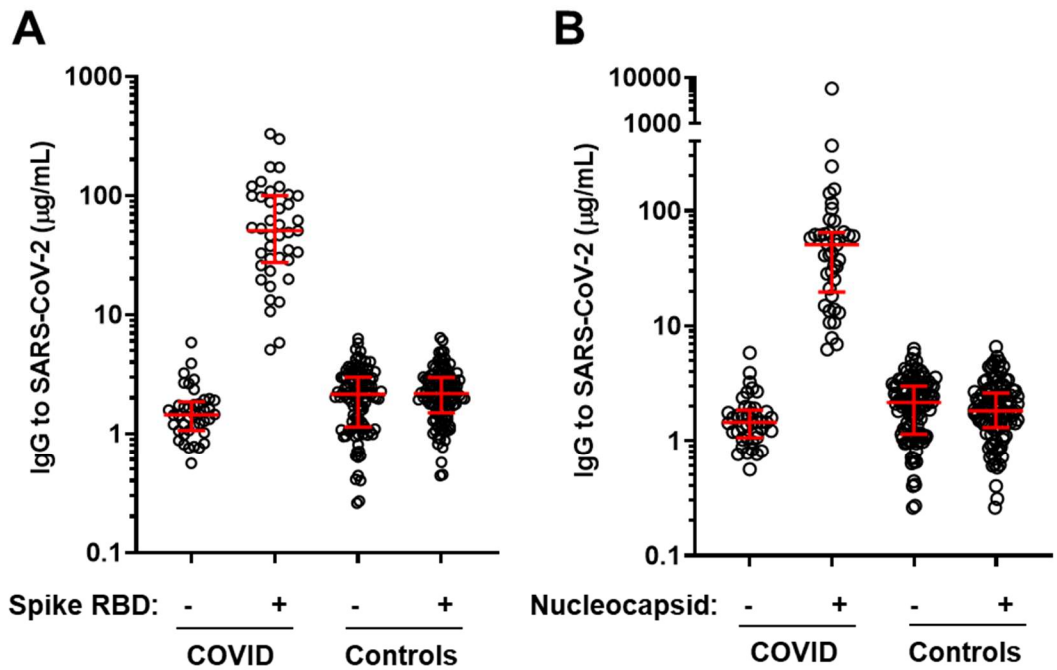 A
IgG to SARS-CoV-2 (μg/mL)
1000
100
10
1
0.1
Spike RBD: - + - +
COVID Controls
B
IgG to SARS-CoV-2 (μg/mL)
10000
1000
100
10
1
0.1
Nucleocapsid: - + - +
COVID Controls